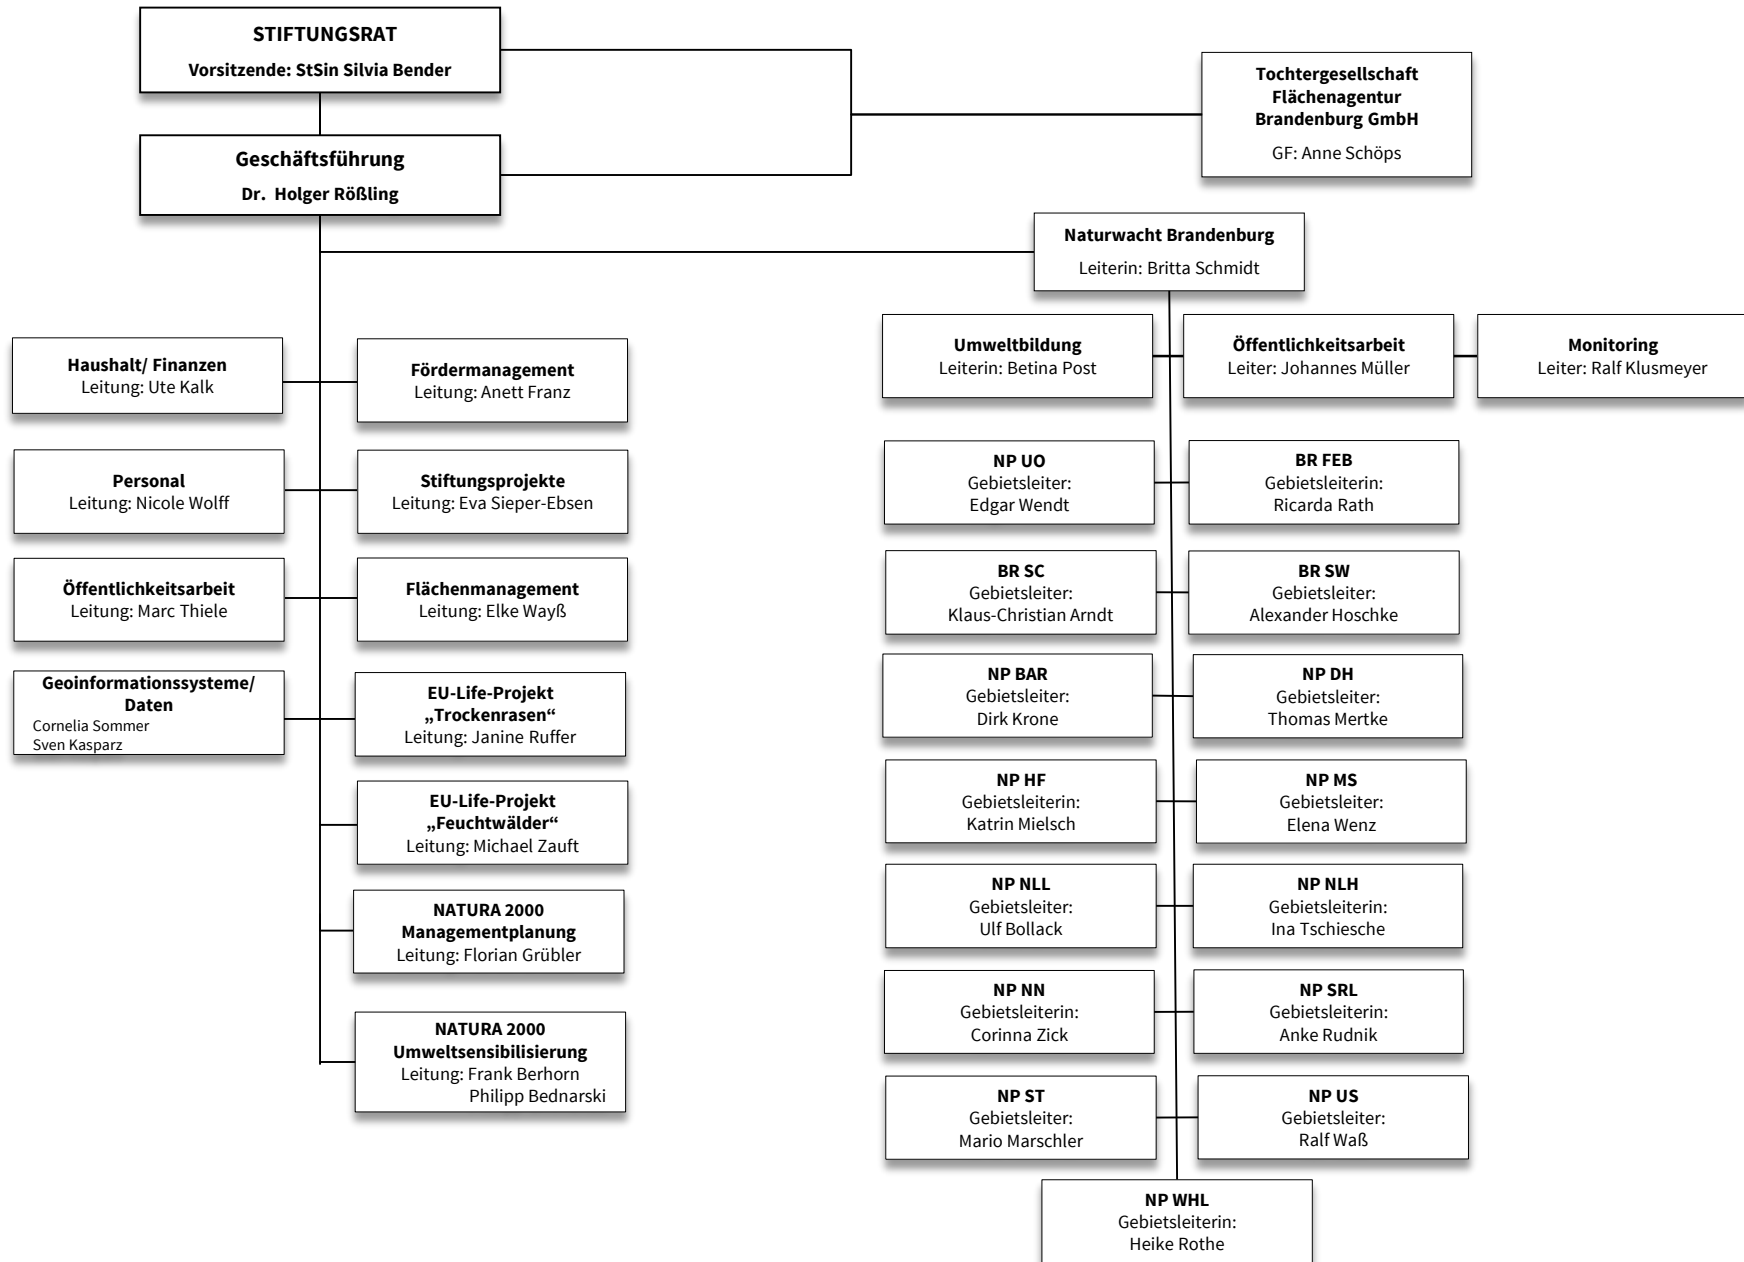 STIFTUNGSRAT
Vorsitzende: StSin Silvia Bender
Tochtergesellschaft
Flächenagentur
Brandenburg GmbH
GF: Anne Schöps
Geschäftsführung
Dr. Holger Rößling
Naturwacht Brandenburg
Leiterin: Britta Schmidt
Haushalt/ Finanzen
Leitung: Ute Kalk
Fördermanagement
Leitung: Anett Franz
Personal
Leitung: Nicole Wolff
Stiftungsprojekte
Leitung: Eva Sieper-Ebsen
Öffentlichkeitsarbeit
Leitung: Marc Thiele
Flächenmanagement
Leitung: Elke Wayß
Geoinformationssysteme/
Daten
Cornelia Sommer
Sven Kasparz
EU-Life-Projekt
„Trockenrasen“
Leitung: Janine Ruffer
EU-Life-Projekt
„Feuchtwälder“
Leitung: Michael Zauft
NATURA 2000
Managementplanung
Leitung: Florian Grübler
NATURA 2000
Umweltsensibilisierung
Leitung: Frank Berhorn
Philipp Bednarski
Umweltbildung
Leiterin: Betina Post
Öffentlichkeitsarbeit
Leiter: Johannes Müller
Monitoring
Leiter: Ralf Klusmeyer
NP UO
Gebietsleiter:
Edgar Wendt
BR FEB
Gebietsleiterin:
Ricarda Rath
BR SC
Gebietsleiter:
Klaus-Christian Arndt
BR SW
Gebietsleiter:
Alexander Hoschke
NP BAR
Gebietsleiter:
Dirk Krone
NP DH
Gebietsleiter:
Thomas Mertke
NP HF
Gebietsleiterin:
Katrin Mielsch
NP MS
Gebietsleiter:
Elena Wenz
NP NLL
Gebietsleiter:
Ulf Bollack
NP NLH
Gebietsleiterin:
Ina Tschiesche
NP NN
Gebietsleiterin:
Corinna Zick
NP SRL
Gebietsleiterin:
Anke Rudnik
NP ST
Gebietsleiter:
Mario Marschler
NP US
Gebietsleiter:
Ralf Waß
NP WHL
Gebietsleiterin:
Heike Rothe